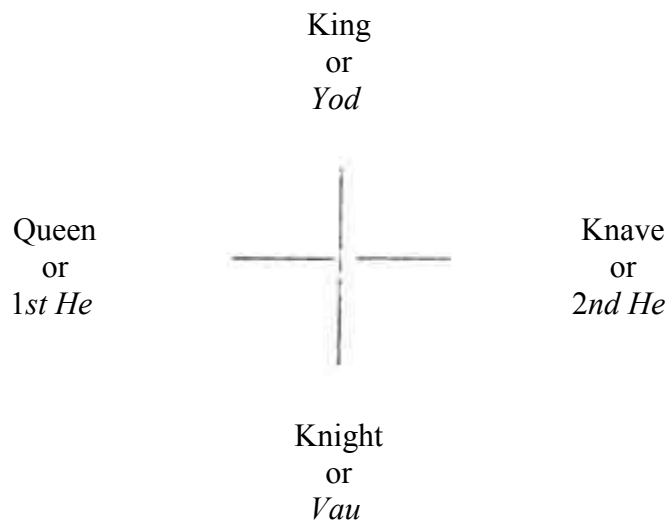 King
or
Yod
Queen
or
1st He
Knave
or
2nd He
Knight
or
Vau